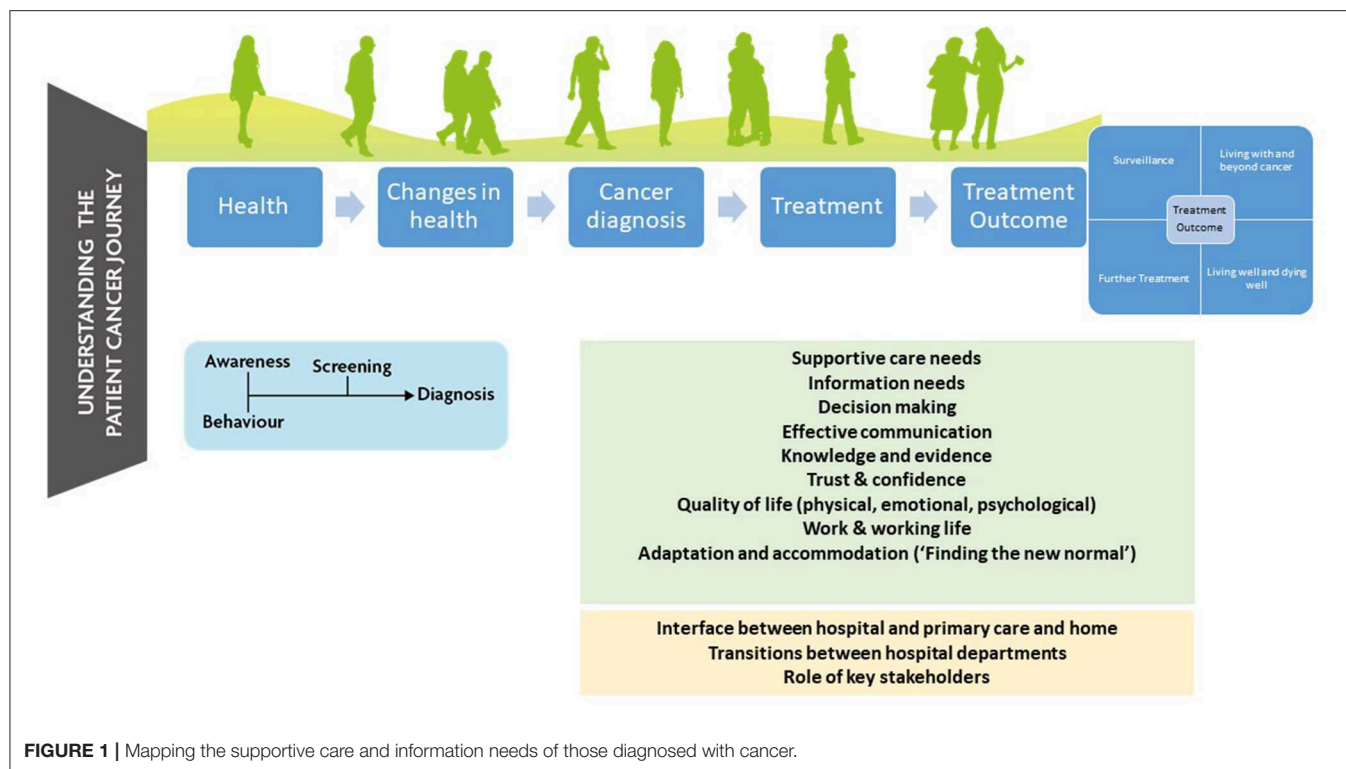 UNDERSTANDING THE
PATIENT CANCER JOURNEY
Health
Changes in
health
Cancer
diagnosis
Treatment
Treatment
Outcome
Surveillance
Living with and
beyond cancer
Treatment
Outcome
Further Treatment
Living well and dying
well
Awareness
Screening
Diagnosis
Behaviour
Supportive care needs
Information needs
Decision making
Effective communication
Knowledge and evidence
Trust & confidence
Quality of life (physical, emotional, psychological)
Work & working life
Adaptation and accommodation (‘Finding the new normal’)
Interface between hospital and primary care and home
Transitions between hospital departments
Role of key stakeholders
FIGURE 1 | Mapping the supportive care and information needs of those diagnosed with cancer.